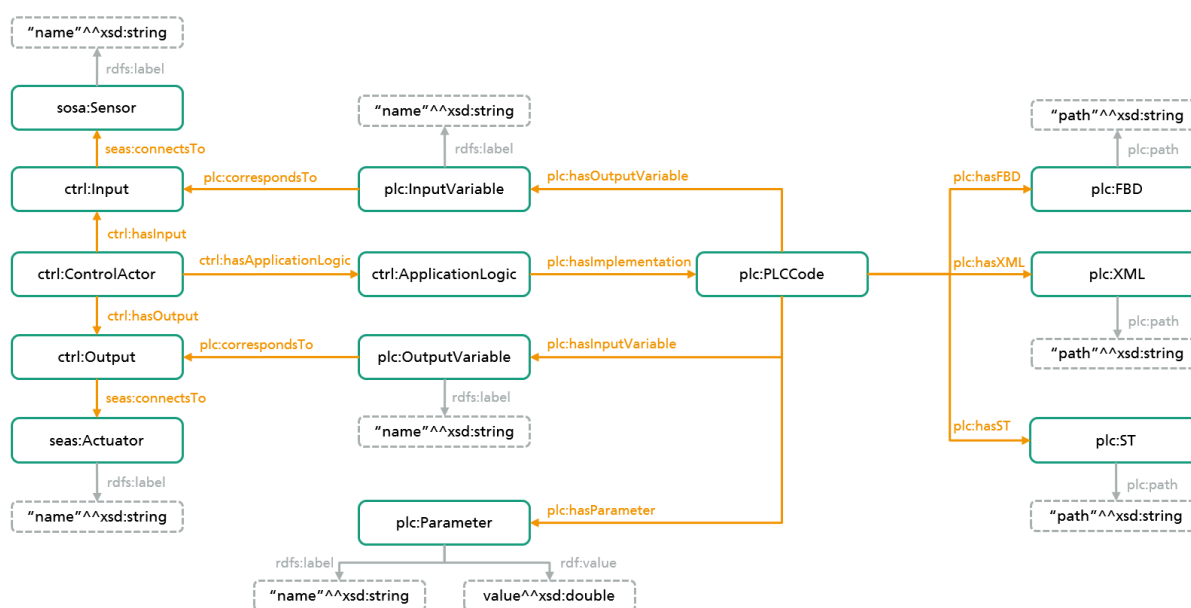 “name”^^xsd:string
rdfs:label
sosa:Sensor
“name”^^xsd:string
“path”^^xsd:string
seas:connectsTo
rdfs:label
plc:path
ctrl:Input
plc:correspondsTo
plc:InputVariable
plc:hasOutputVariable
plc:hasFBD
plc:FBD
ctrl:hasInput
ctrl:ControlActor
ctrl:hasApplicationLogic
ctrl:ApplicationLogic
plc:hasImplementation
plc:PLCCode
plc:hasXML
plc:XML
ctrl:hasOutput
plc:path
ctrl:Output
plc:correspondsTo
plc:OutputVariable
plc:hasInputVariable
“path”^^xsd:string
seas:connectsTo
rdfs:label
seas:Actuator
“name”^^xsd:string
plc:hasST
plc:ST
rdfs:label
plc:path
“name”^^xsd:string
plc:Parameter
plc:hasParameter
“path”^^xsd:string
rdfs:label
rdf:value
“name”^^xsd:string
value^^xsd:double